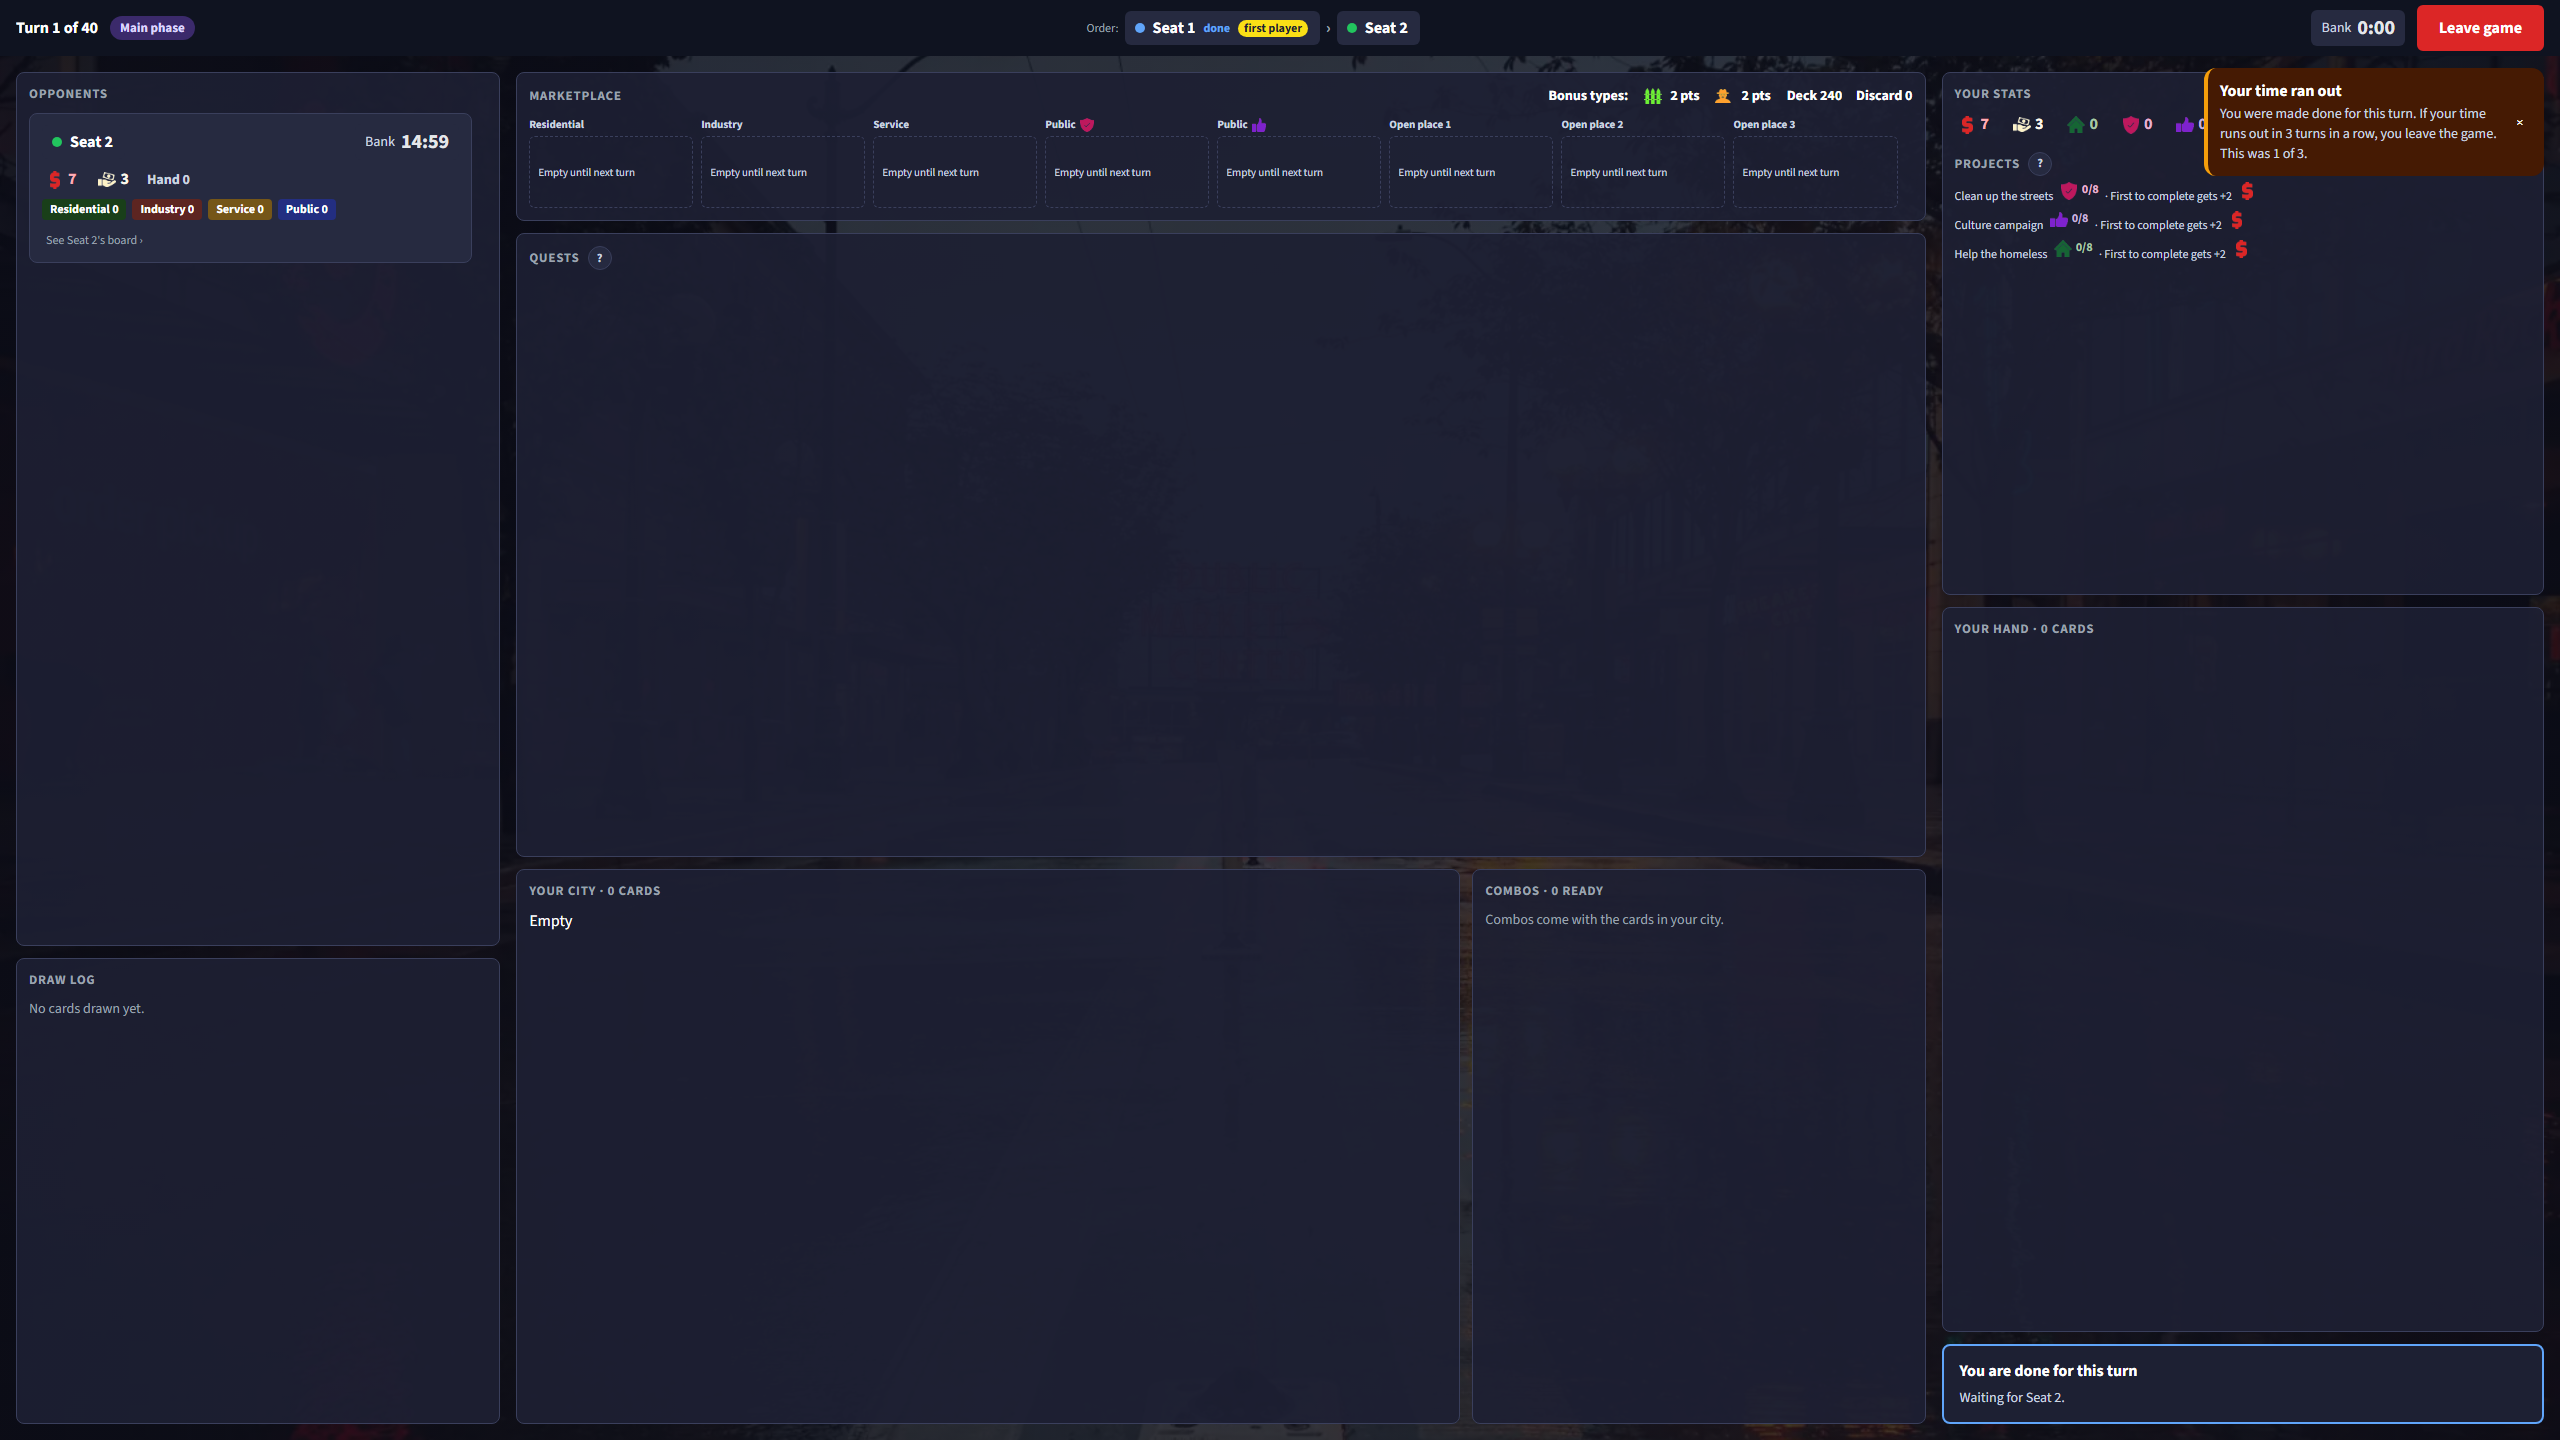 Turn 1 of 40 Main phase
Order: Seat 1 done first player › Seat 2
Bank 0:00 Leave game
OPPONENTS
Seat 2 Bank 14:59
7 3 Hand 0
Residential 0 Industry 0 Service 0 Public 0
See Seat 2's board ›
DRAW LOG
No cards drawn yet.
MARKETPLACE Bonus types: 2 pts 2 pts Deck 240 Discard 0
Residential Industry Service Public Public Open place 1 Open place 2 Open place 3
Empty until next turn Empty until next turn Empty until next turn Empty until next turn Empty until next turn Empty until next turn Empty until next turn Empty until next turn
QUESTS ?
YOUR CITY · 0 CARDS
Empty
COMBOS · 0 READY
Combos come with the cards in your city.
YOUR STATS
$ 7 3 0 0 0
PROJECTS ?
Clean up the streets 0/8 · First to complete gets +2 $
Culture campaign 0/8 · First to complete gets +2 $
Help the homeless 0/8 · First to complete gets +2 $
Your time ran out
You were made done for this turn. If your time
runs out in 3 turns in a row, you leave the game.
This was 1 of 3.
×
YOUR HAND · 0 CARDS
You are done for this turn
Waiting for Seat 2.